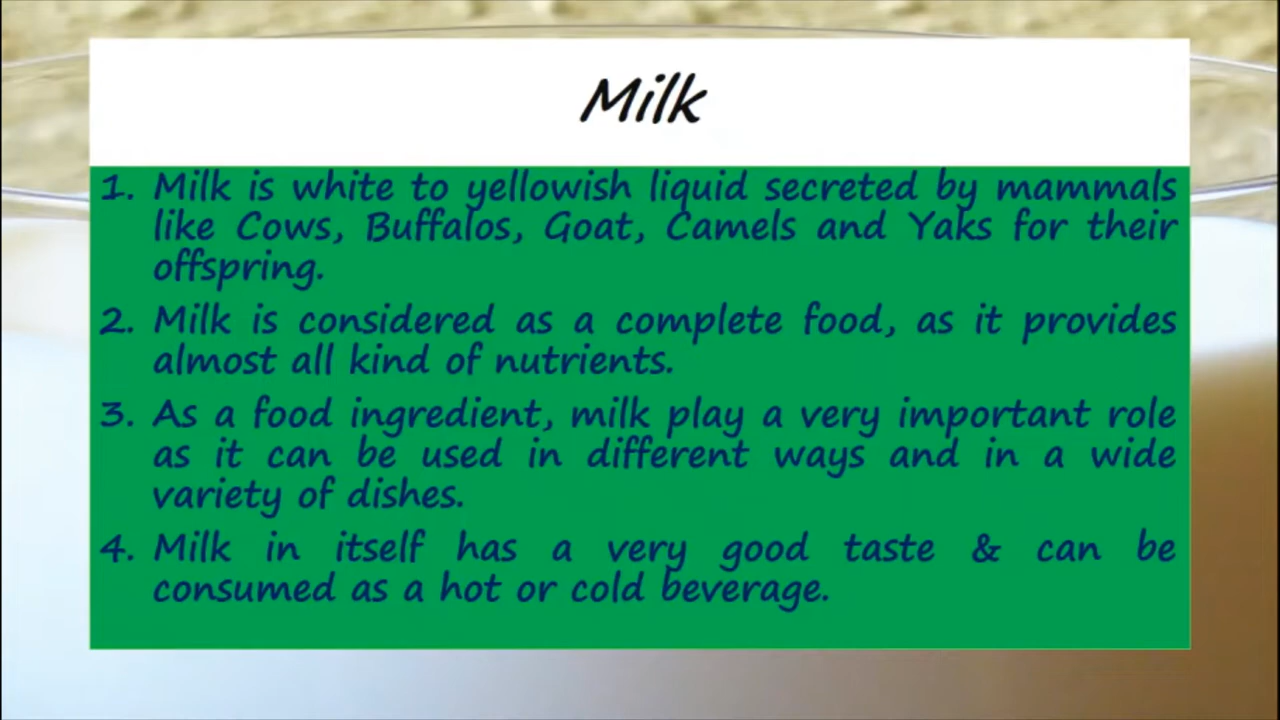 Milk
1. Milk is white to yellowish liquid secreted by mammals
like Cows, Buffalos, Goat, Camels and Yaks for their
offspring.
2. Milk is considered as a complete food, as it provides
almost all kind of nutrients.
3. As a food ingredient, milk play a very important role
as it can be used in different ways and in a wide
variety of dishes.
4. Milk in itself has a very good taste & can be
consumed as a hot or cold beverage.